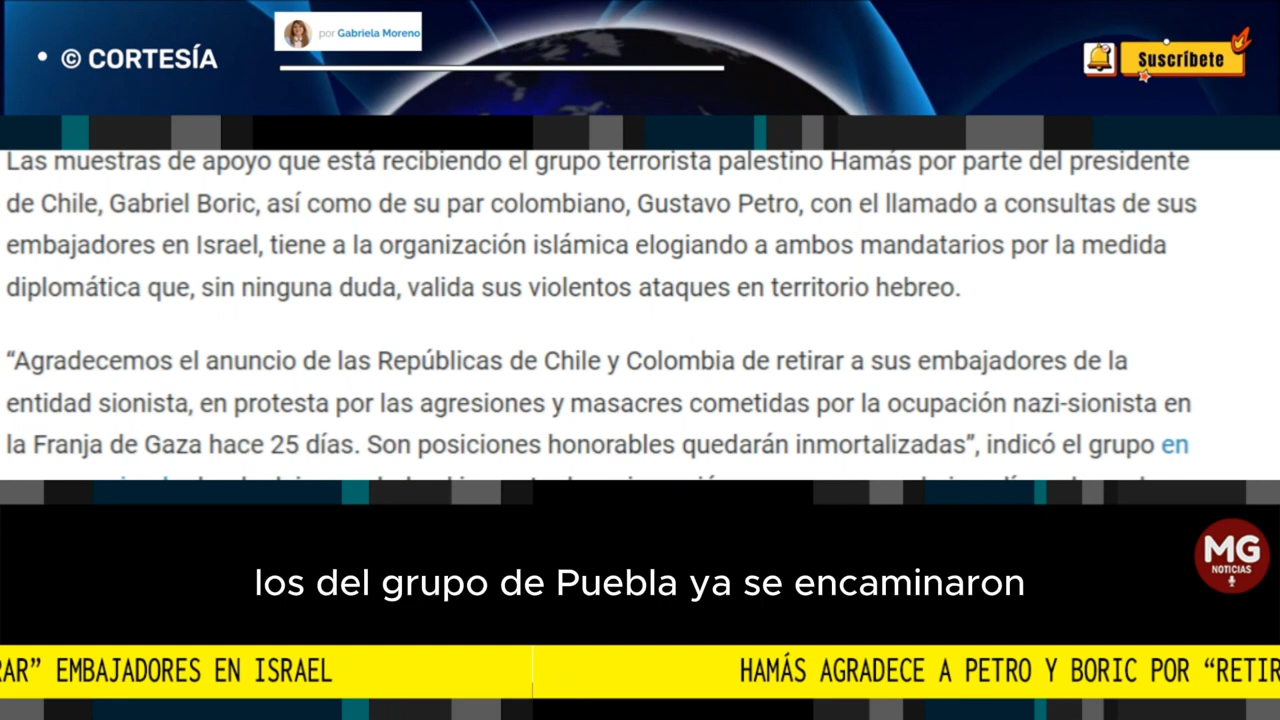 • © CORTESÍA
por Gabriela Moreno
Suscríbete
Las muestras de apoyo que está recibiendo el grupo terrorista palestino Hamás por parte del presidente
de Chile, Gabriel Boric, así como de su par colombiano, Gustavo Petro, con el llamado a consultas de sus
embajadores en Israel, tiene a la organización islámica elogiando a ambos mandatarios por la medida
diplomática que, sin ninguna duda, valida sus violentos ataques en territorio hebreo.
“Agradecemos el anuncio de las Repúblicas de Chile y Colombia de retirar a sus embajadores de la
entidad sionista, en protesta por las agresiones y masacres cometidas por la ocupación nazi-sionista en
la Franja de Gaza hace 25 días. Son posiciones honorables quedarán inmortalizadas”, indicó el grupo en
MG
NOTICIAS
los del grupo de Puebla ya se encaminaron
RAR” EMBAJADORES EN ISRAEL
HAMÁS AGRADECE A PETRO Y BORIC POR “RETIR